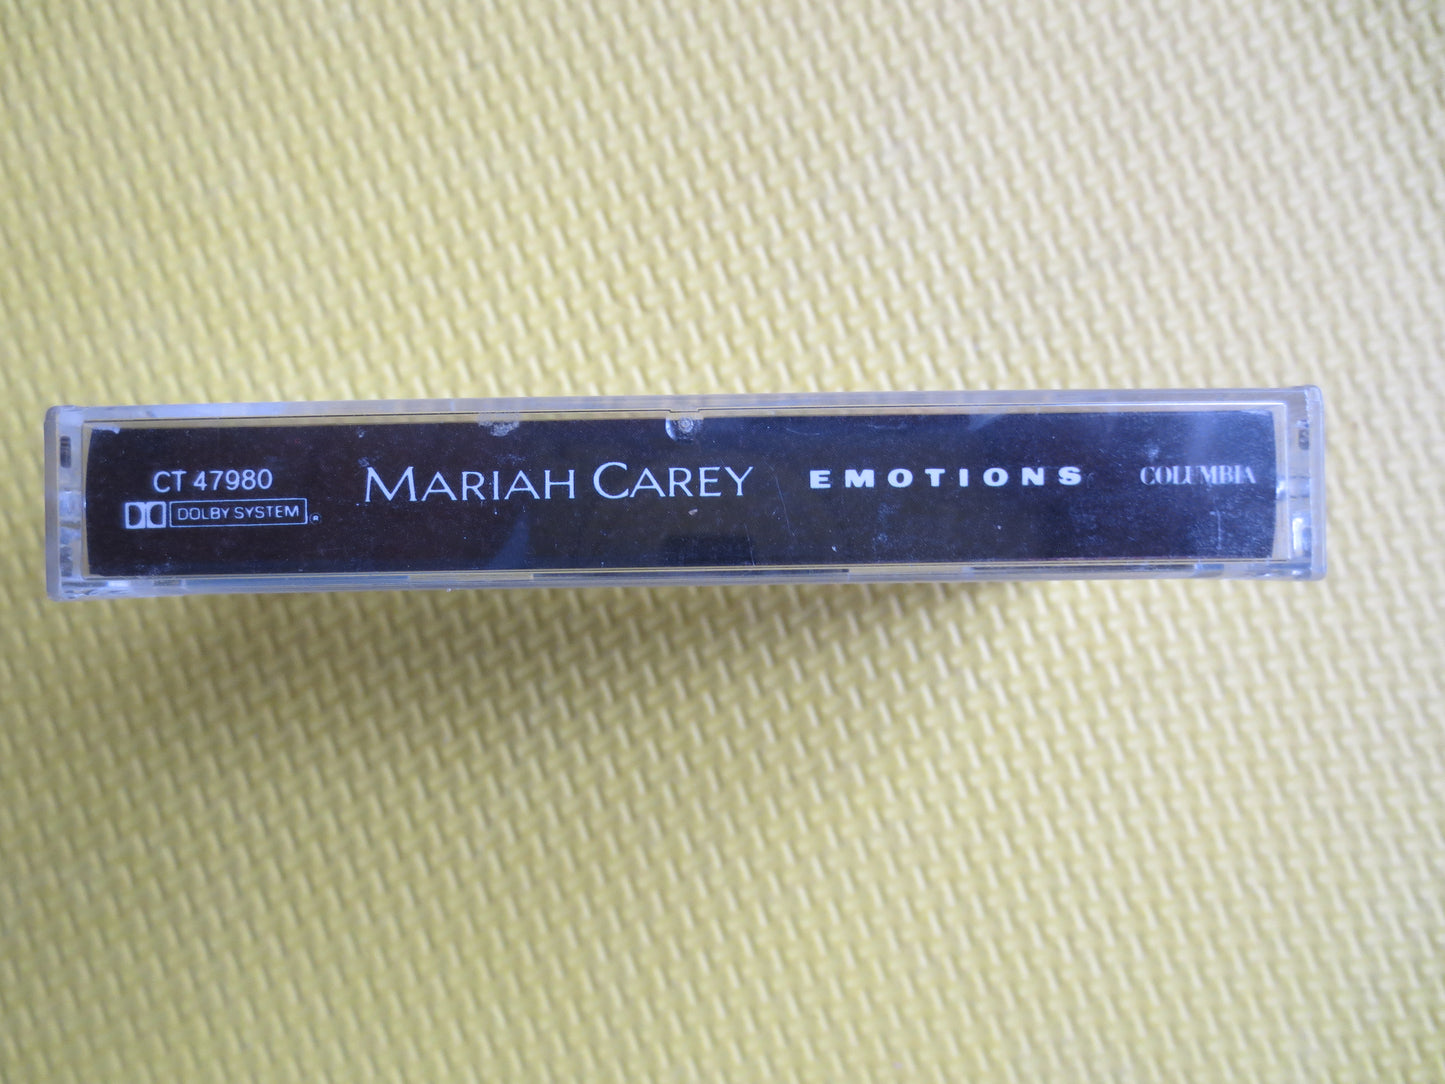 CT 47980
DOLBY SYSTEM ®
MARIAH CAREY EMOTIONS COLUMBIA